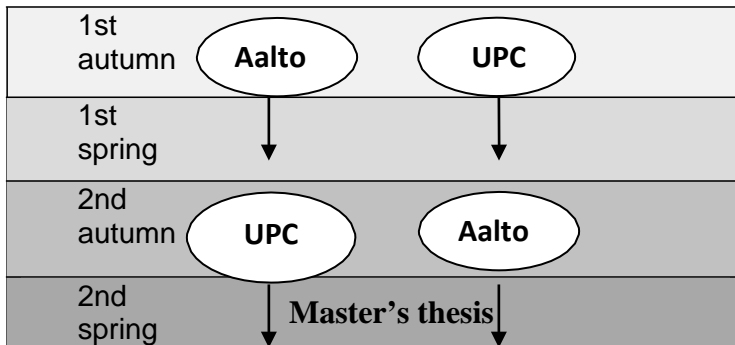 1st
autumn
Aalto
UPC
1st
spring
2nd
autumn
UPC
Aalto
2nd
spring
Master’s thesis